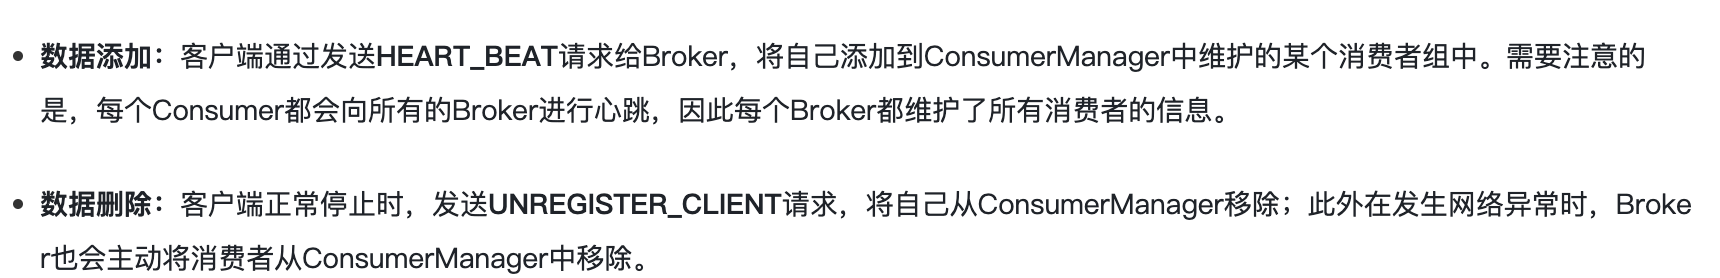 • 数据添加：客户端通过发送HEART_BEAT请求给Broker，将自己添加到ConsumerManager中维护的某个消费者组中。需要注意的
是，每个Consumer都会向所有的Broker进行心跳，因此每个Broker都维护了所有消费者的信息。
• 数据删除：客户端正常停止时，发送UNREGISTER_CLIENT请求，将自己从ConsumerManager移除；此外在发生网络异常时，Broke
r也会主动将消费者从ConsumerManager中移除。